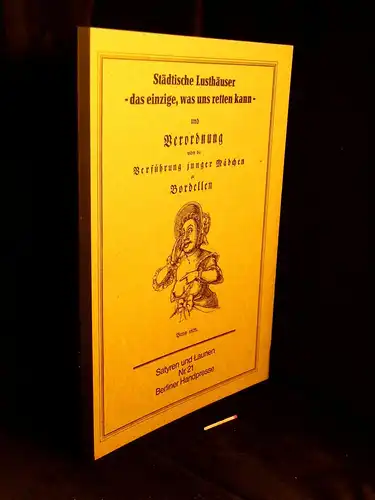 Städtische Lusthäuser
- das einzige, was uns retten kann -
und
Verordnung
wider die
Verführung junger Mädchen
zu
Bordellen
Satyren und Launen
Nr. 21
Berliner Handpresse